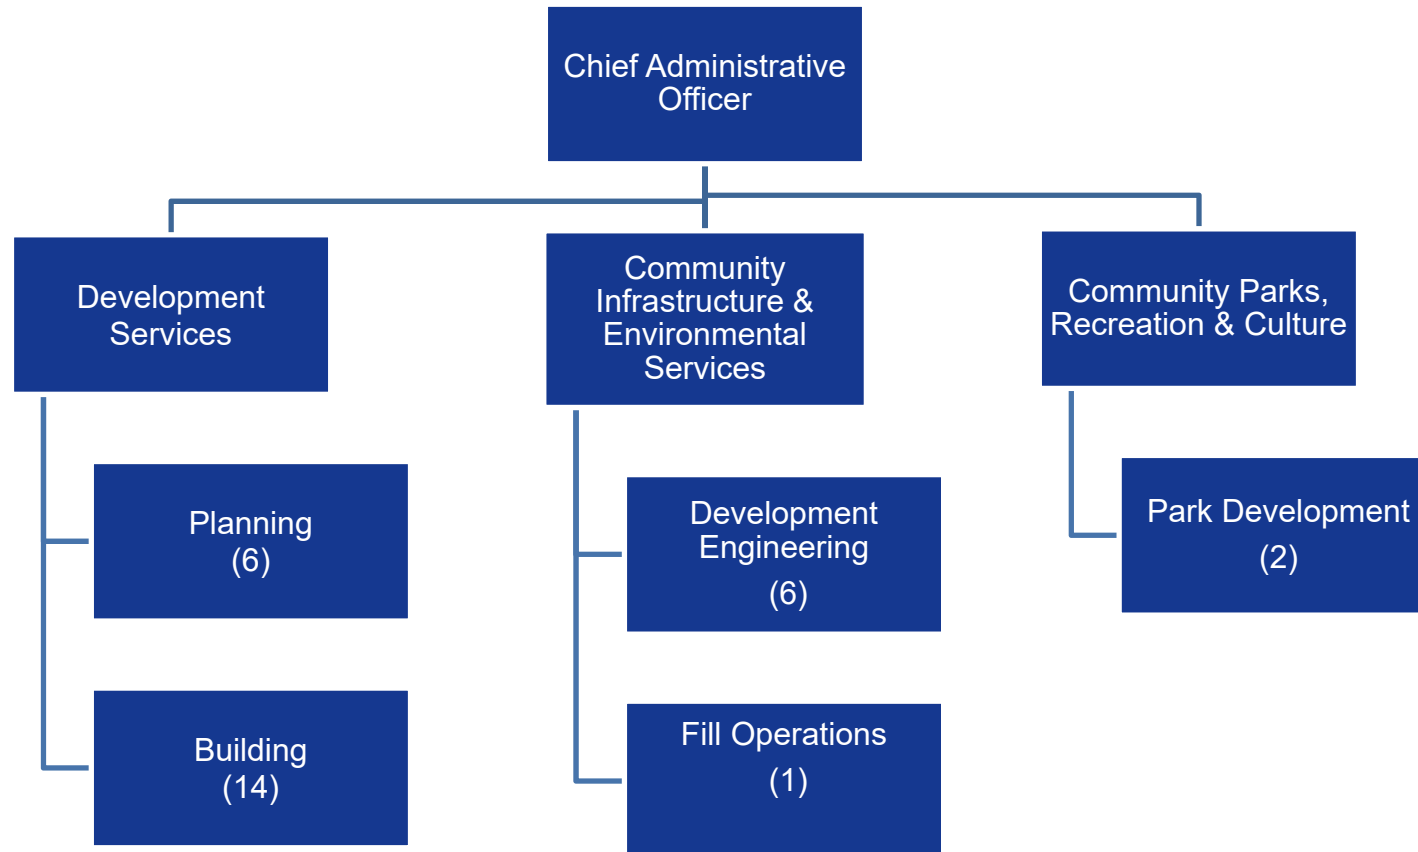 Chief Administrative
Officer
Development
Services
Community
Infrastructure &
Environmental
Services
Community Parks,
Recreation & Culture
Planning
(6)
Development
Engineering
(6)
Park Development
(2)
Building
(14)
Fill Operations
(1)